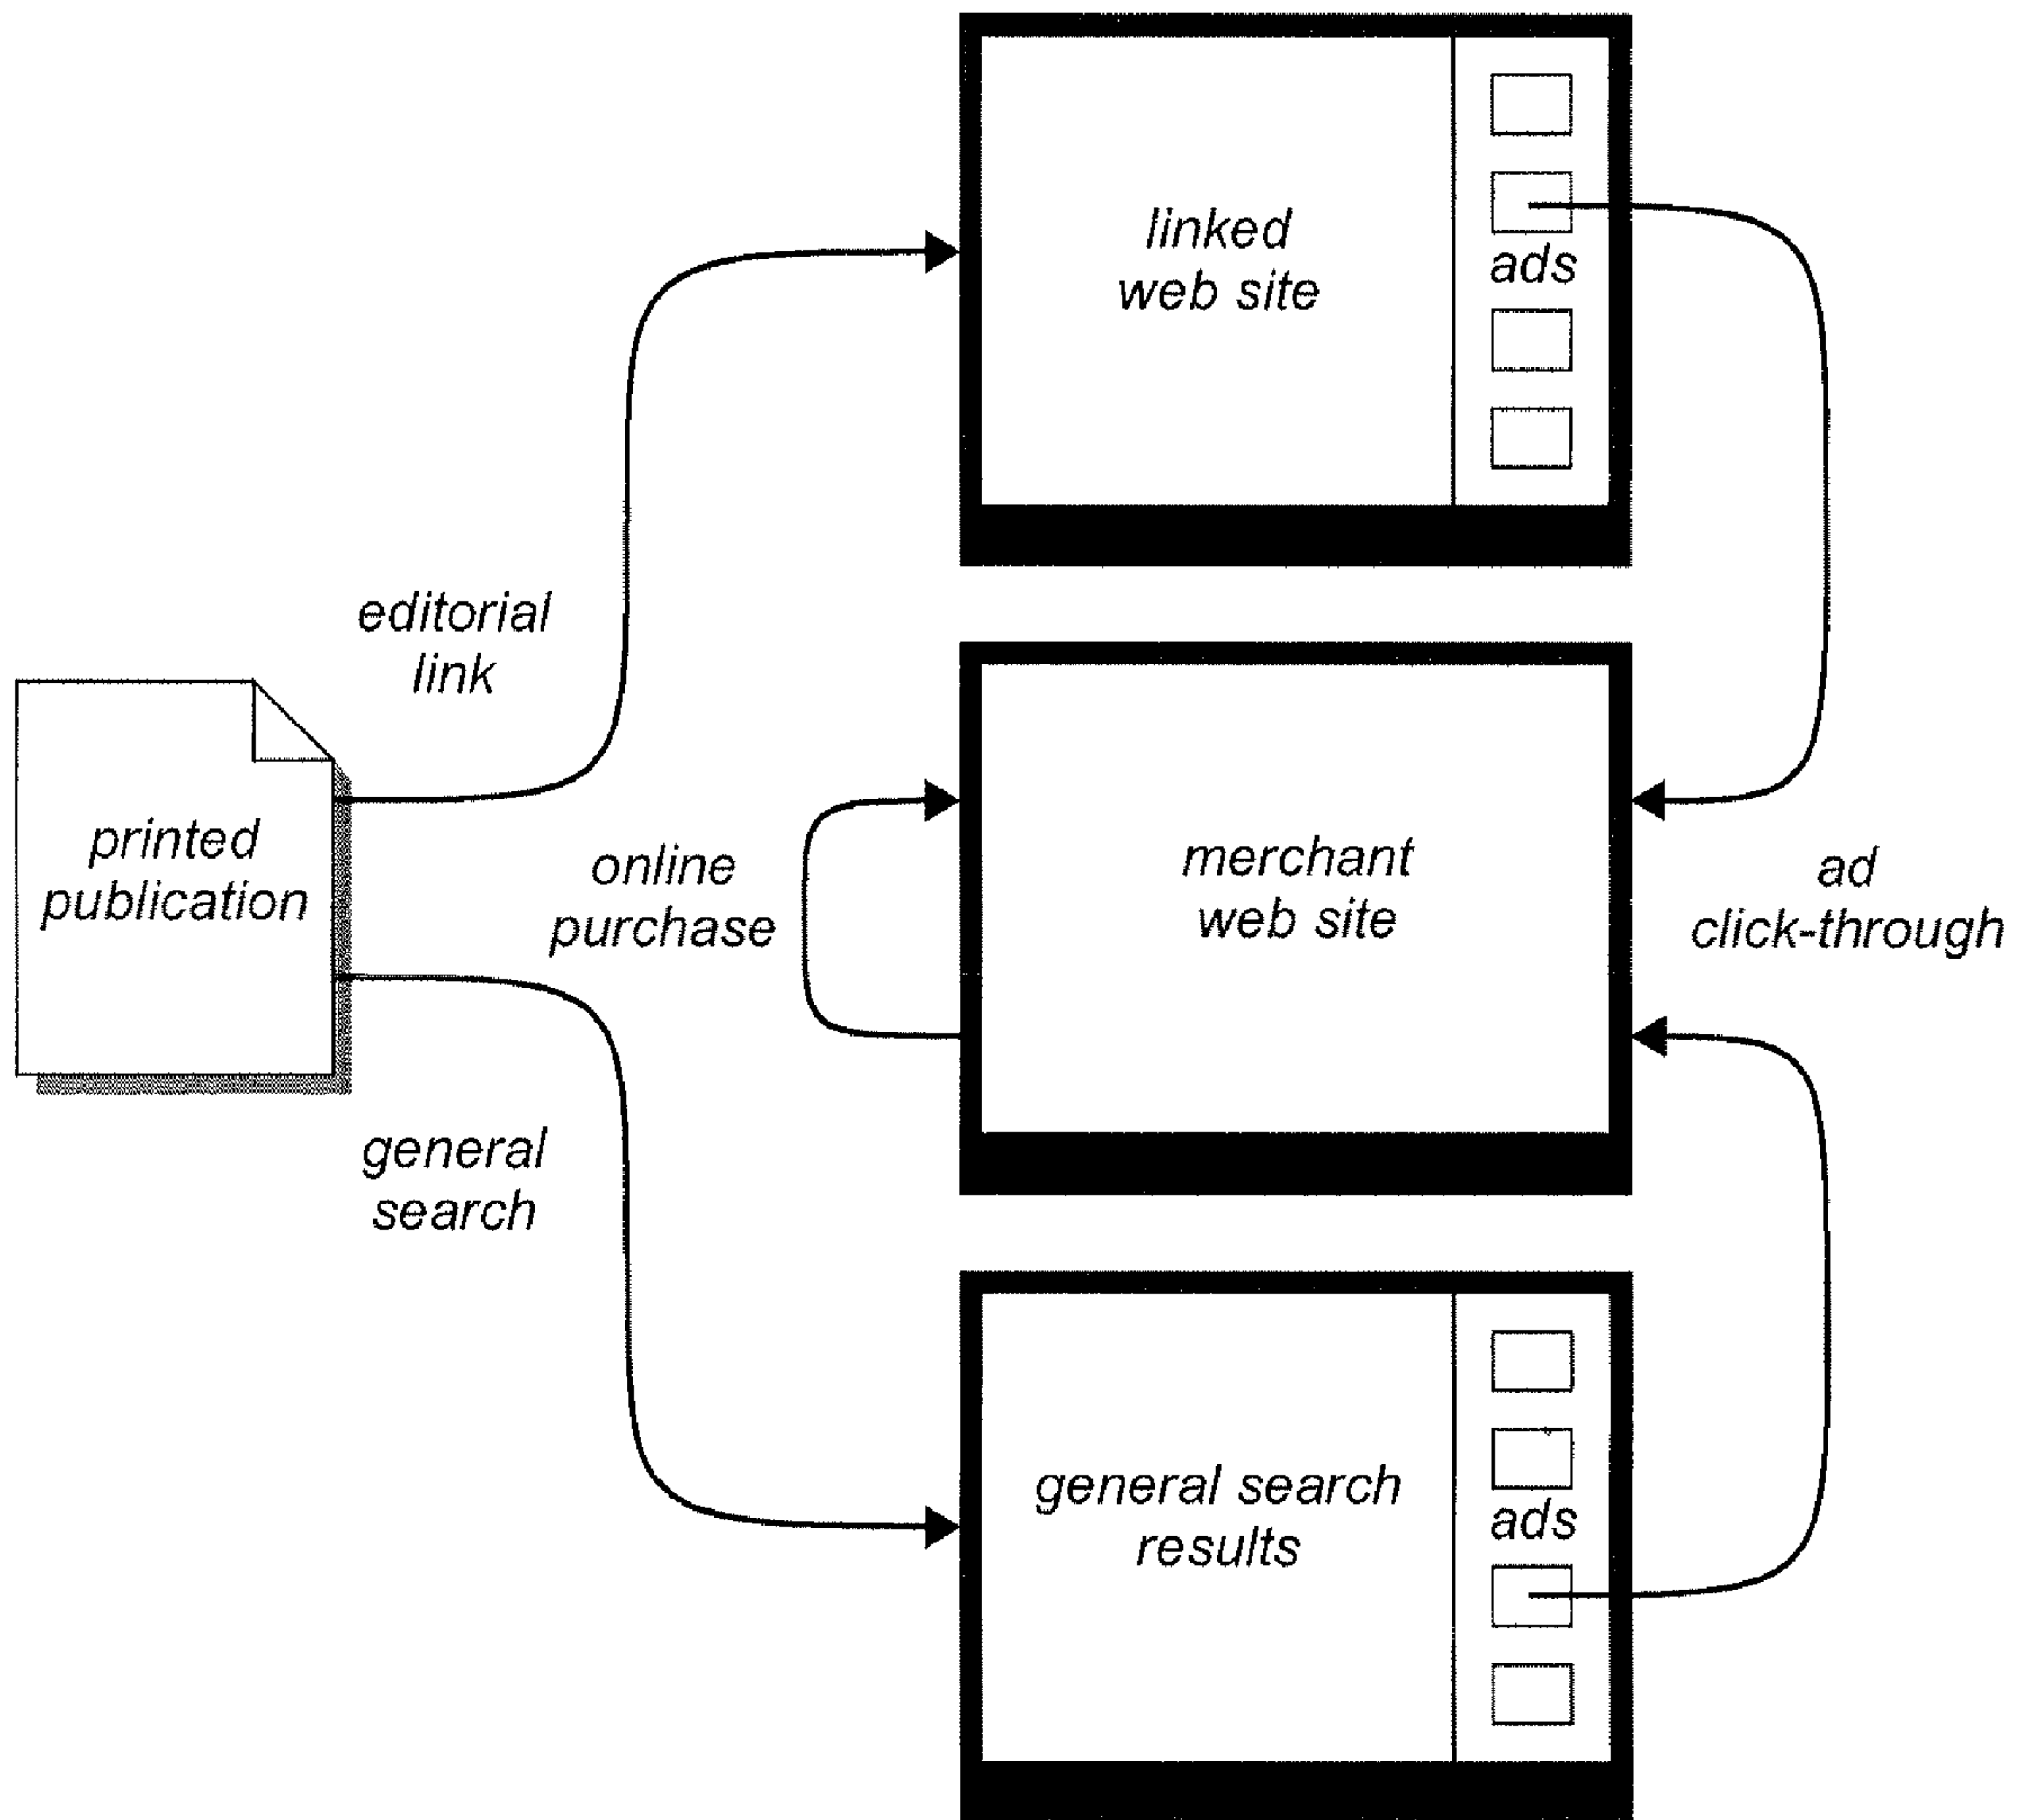 linked
web site
ads
editorial
link
printed
publication
online
purchase
merchant
web site
ad
click-through
general
search
general search
results
ads